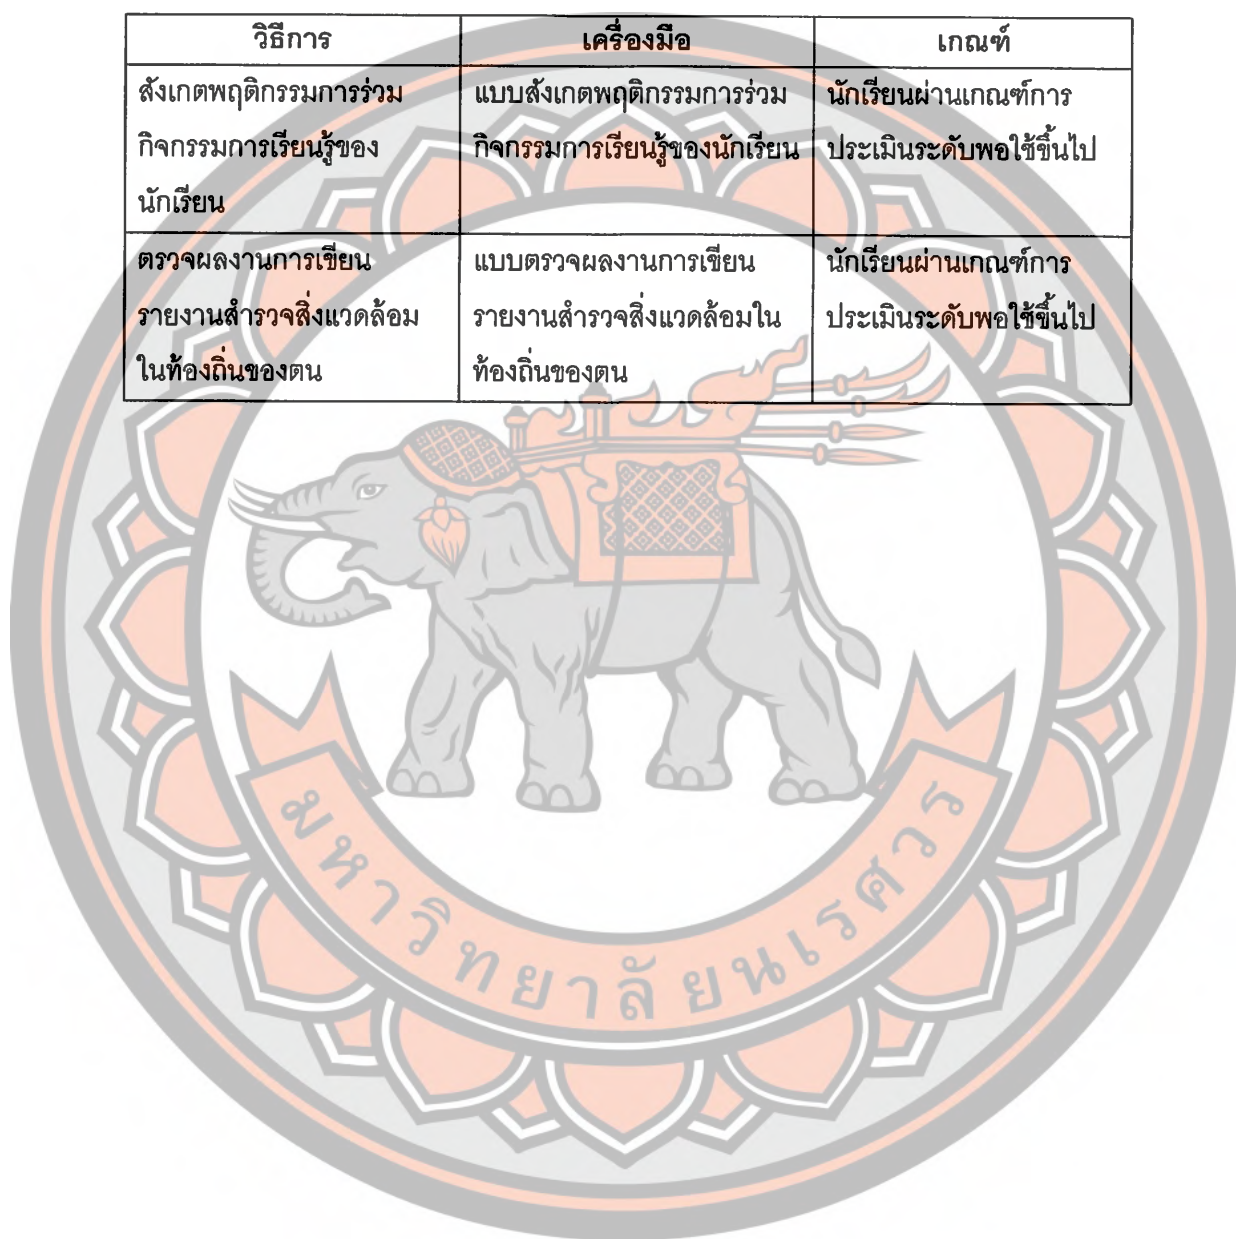 วิธีการ เครื่องมือ เกณฑ์
สังเกตพฤติกรรมการร่วม แบบสังเกตพฤติกรรมการร่วม นักเรียนผ่านเกณฑ์การ
กิจกรรมการเรียนรู้ของ กิจกรรมการเรียนรู้ของนักเรียน ประเมินระดับพอใช้ขึ้นไป
นักเรียน
ตรวจผลงานการเขียน แบบตรวจผลงานการเขียน นักเรียนผ่านเกณฑ์การ
รายงานสำรวจสิ่งแวดล้อม รายงานสำรวจสิ่งแวดล้อมใน ประเมินระดับพอใช้ขึ้นไป
ในท้องถิ่นของตน ท้องถิ่นของตน
มหาวิทยาลัยนเรศวร